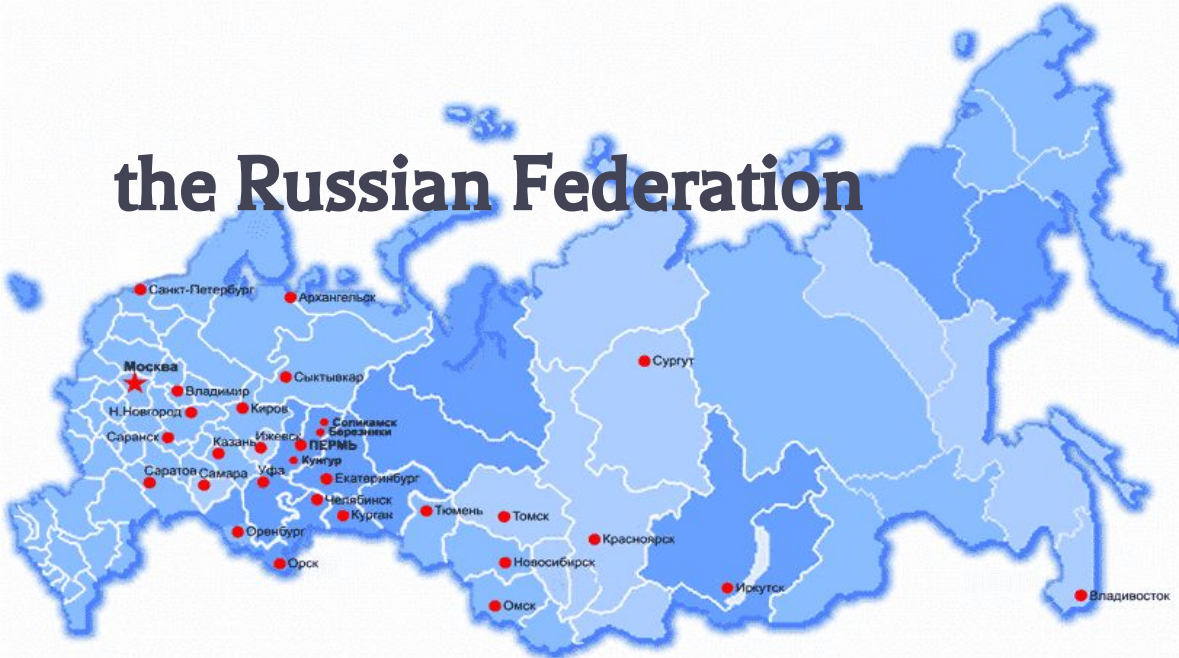 the Russian Federation
Санкт-Петербург
Архангельск
Сургут
Москва
Сыктывкар
Владимир
Киров
Н.Новгород
Соликамск
Березники
Саранск
Ижевск
Казань
ПЕРМЬ
Кунгур
Саратов
Самара
Уфа
Екатеринбург
Челябинск
Тюмень
Курган
Томск
Оренбург
Красноярск
Орск
Новосибирск
Иркутск
Владивосток
Омск